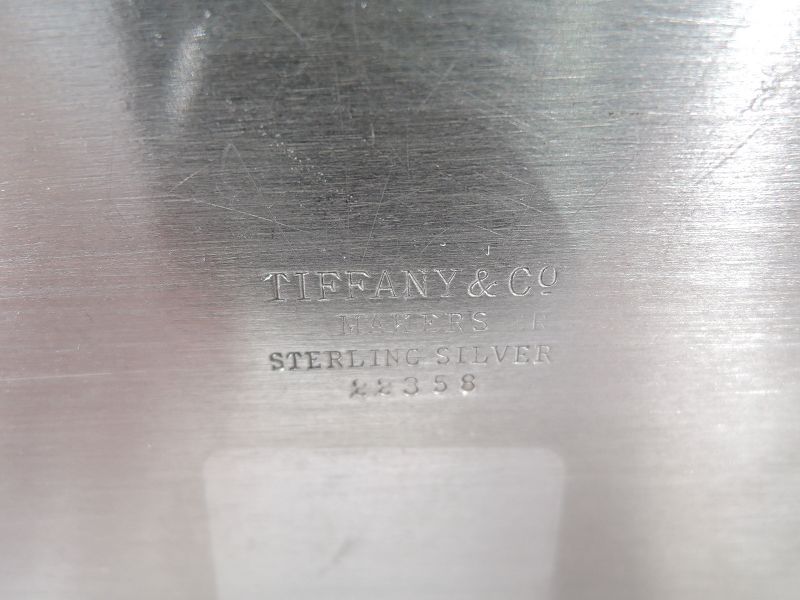 TIFFANY & Co
MAKERS
STERLING SILVER
22358